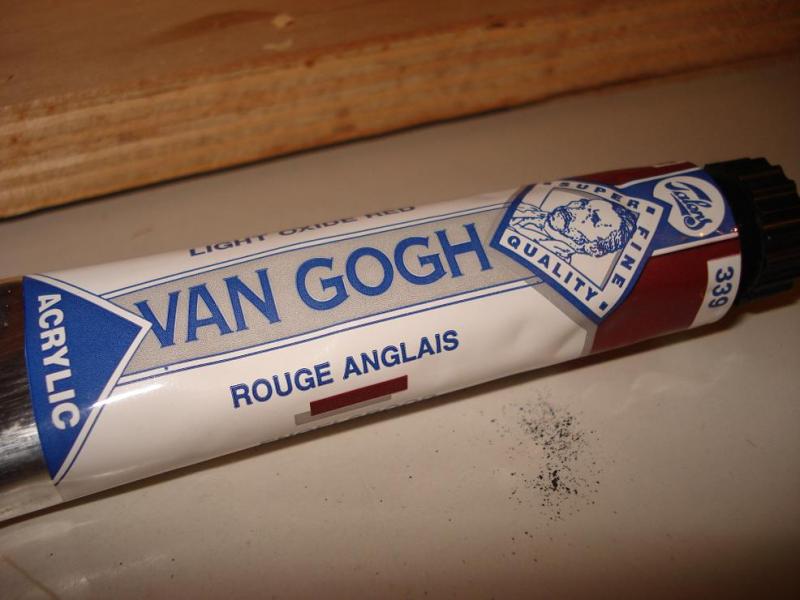 LIGHT OXIDE RED
VAN GOGH
ROUGE ANGLAIS
ACRYLIC
SUPER
FINE
QUALITY
Talens
339